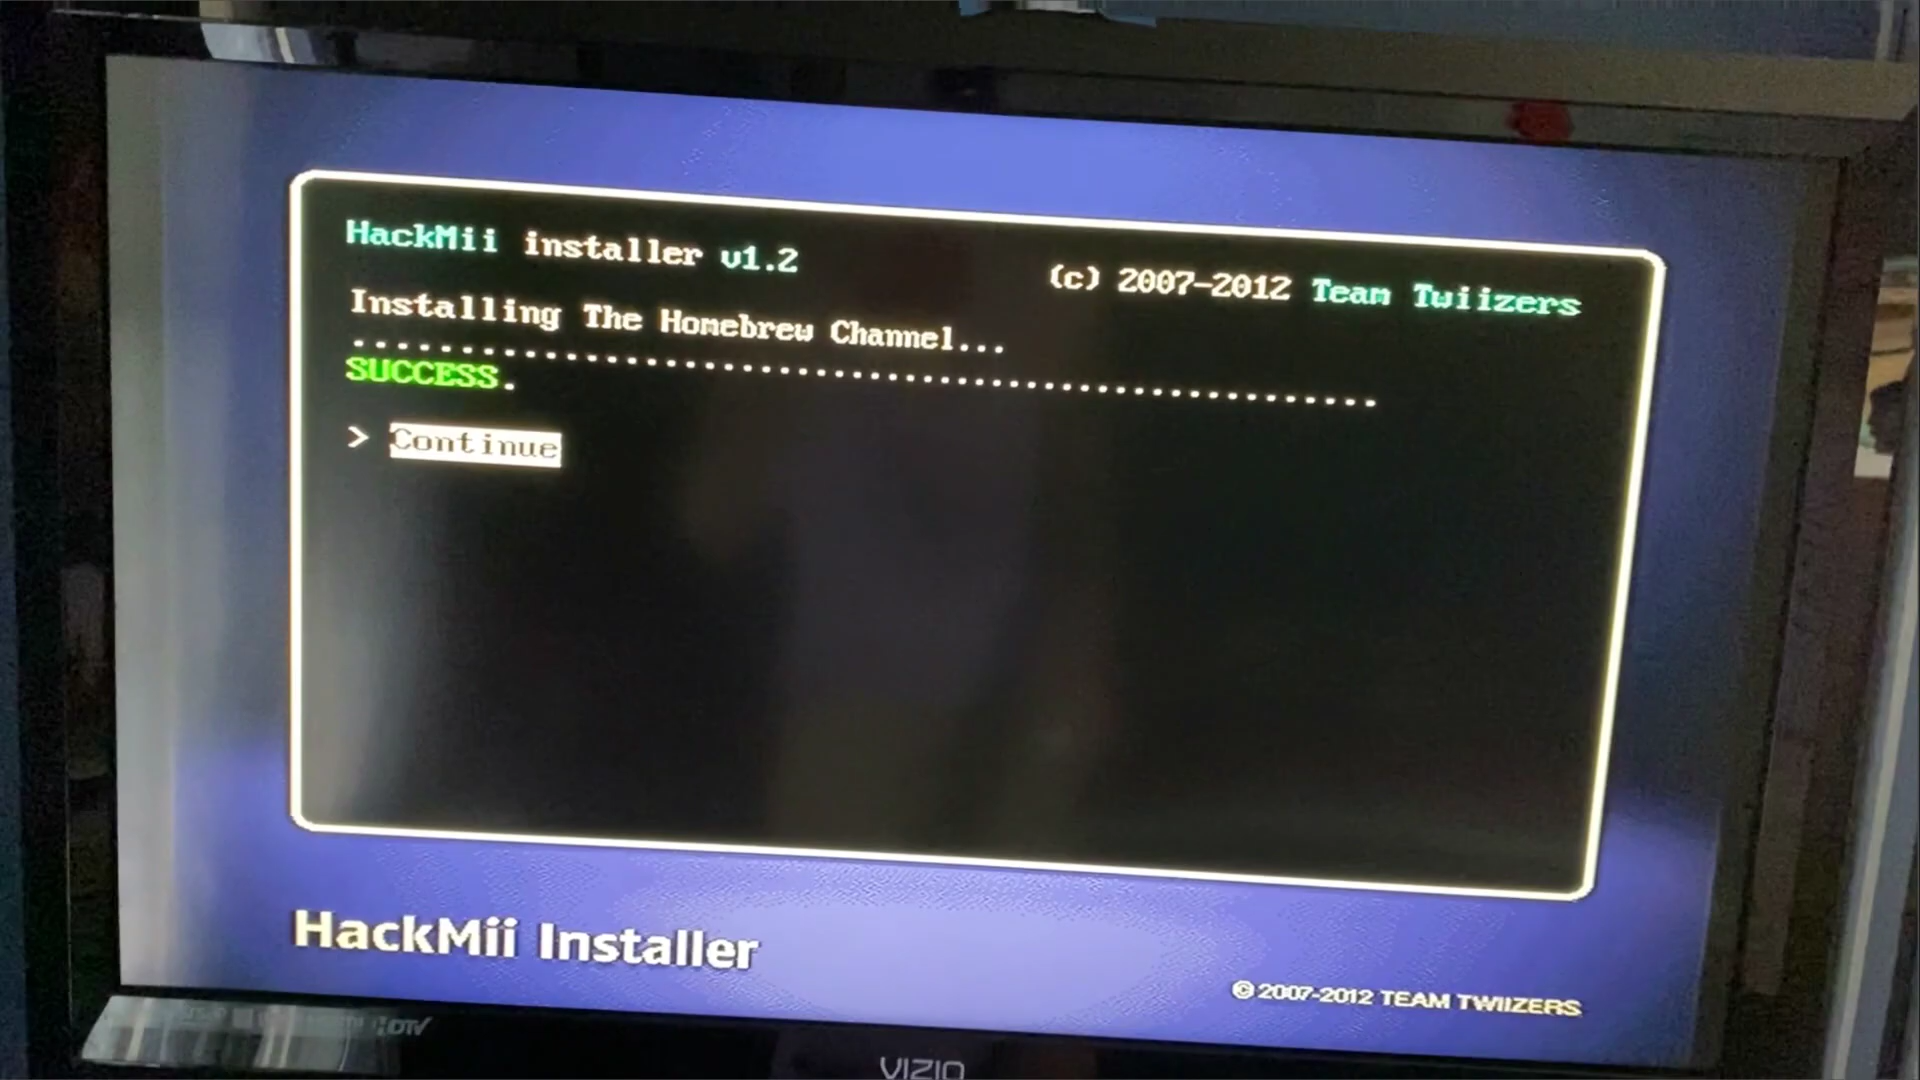 HackMii installer v1.2
(c) 2007-2012 Team Twiizers
Installing The Homebrew Channel...
..................................................
SUCCESS.
> Continue
HackMii Installer
© 2007-2012 TEAM TWIIZERS
HDTV
VIZIO